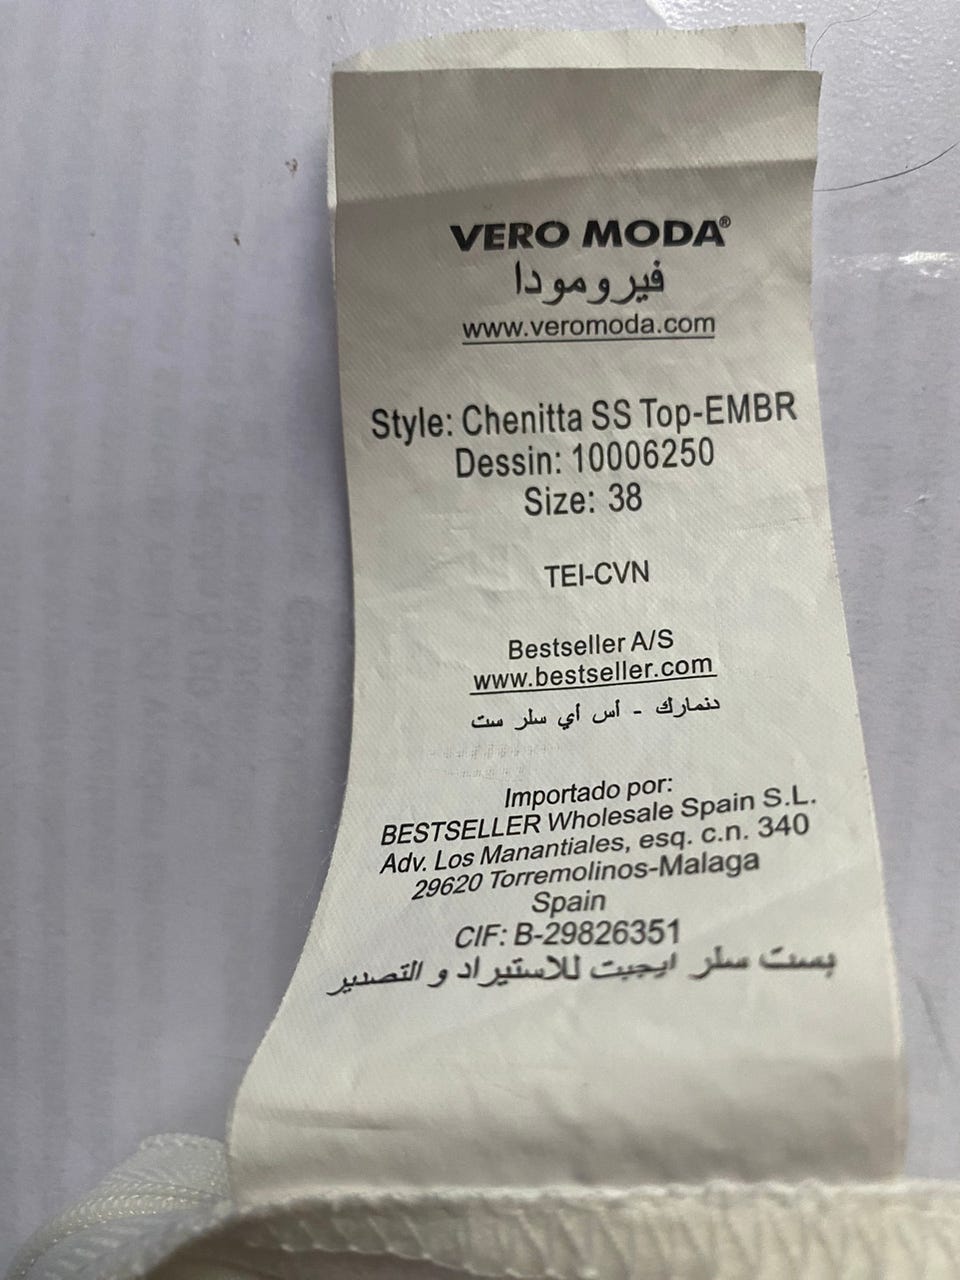 VERO MODA®
فيرومودا
www.veromoda.com
Style: Chenitta SS Top-EMBR
Dessin: 10006250
Size: 38
TEI-CVN
Bestseller A/S
www.bestseller.com
دنمارك - أس أي سلر ست
Importado por:
BESTSELLER Wholesale Spain S.L.
Adv. Los Manantiales, esq. c.n. 340
29620 Torremolinos-Malaga
Spain
CIF: B-29826351
بست سلر ايجبت للاستيراد و التصدير